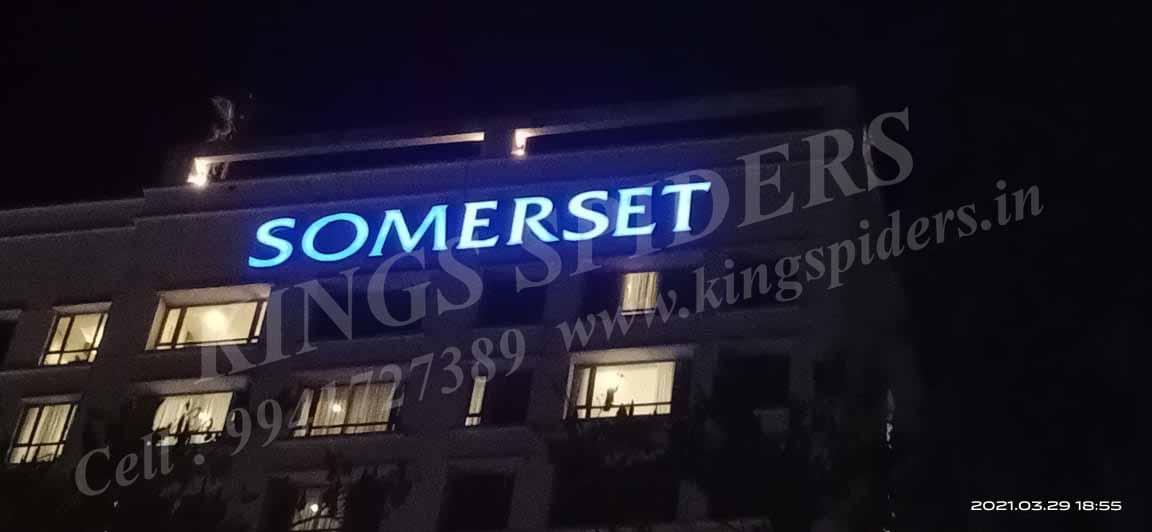 SOMERSET
KINGS SPIDERS
Cell : 9941727389 www.kingspiders.in
2021.03.29 18:55